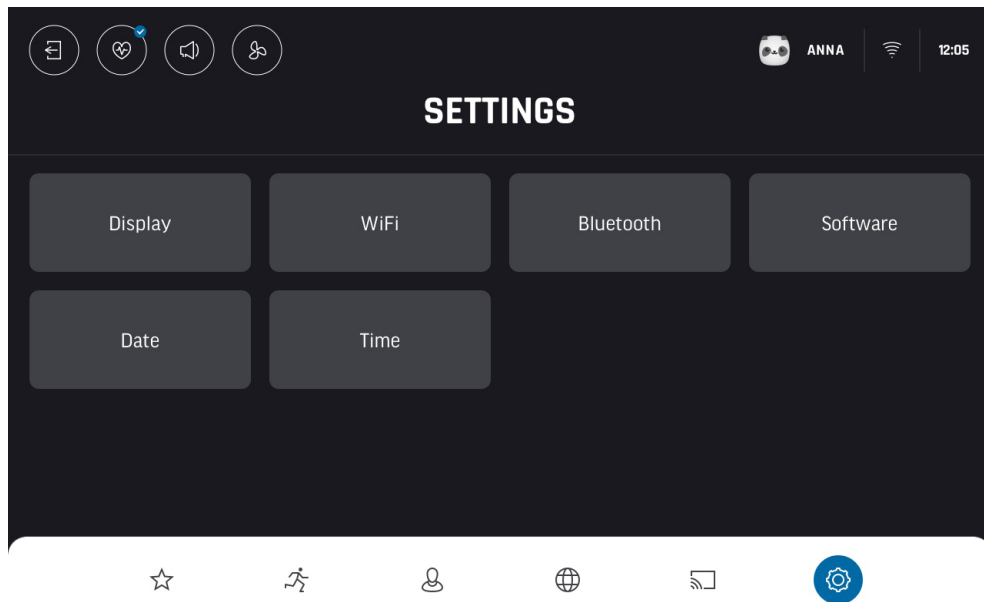 ANNA
12:05
SETTINGS
Display
WiFi
Bluetooth
Software
Date
Time